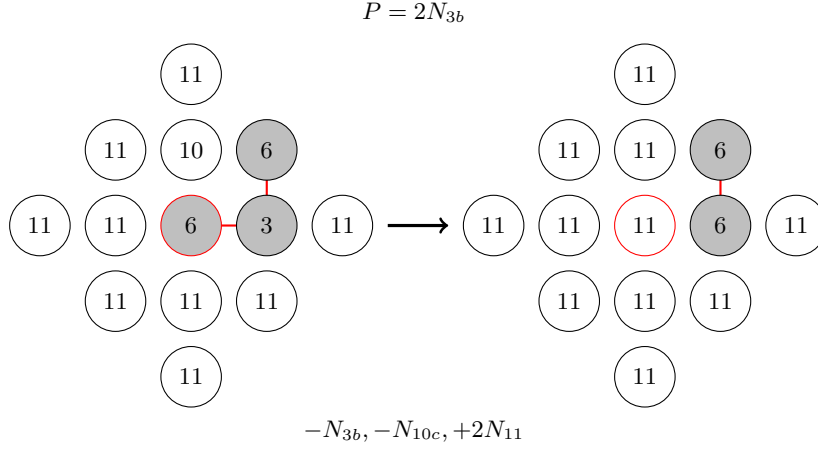 P = 2N_{3b}
11 11
11 10 6 11 11 6
11 11 6 3 11 11 11 11 6 11
11 11 11 11 11 11
11 11
−N_{3b}, −N_{10c}, +2N_{11}